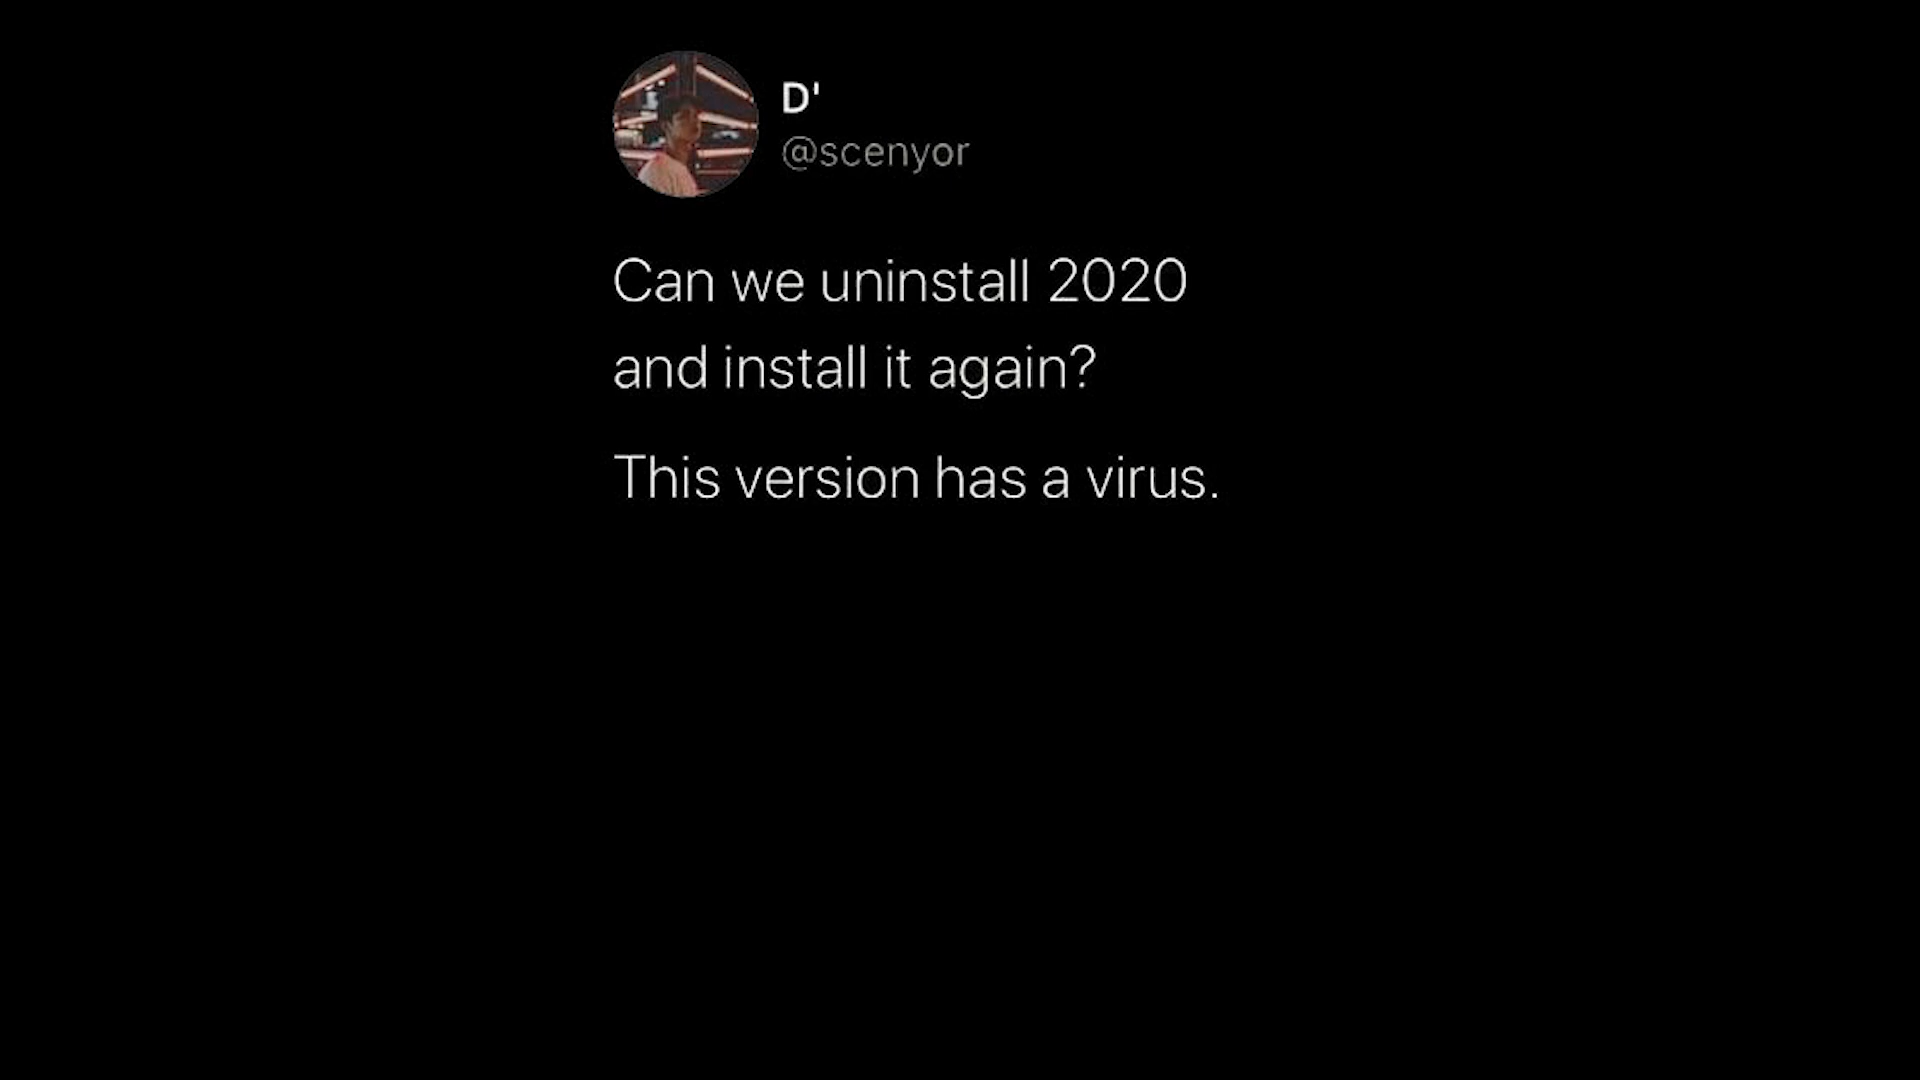 D'
@scenyor
Can we uninstall 2020
and install it again?
This version has a virus.